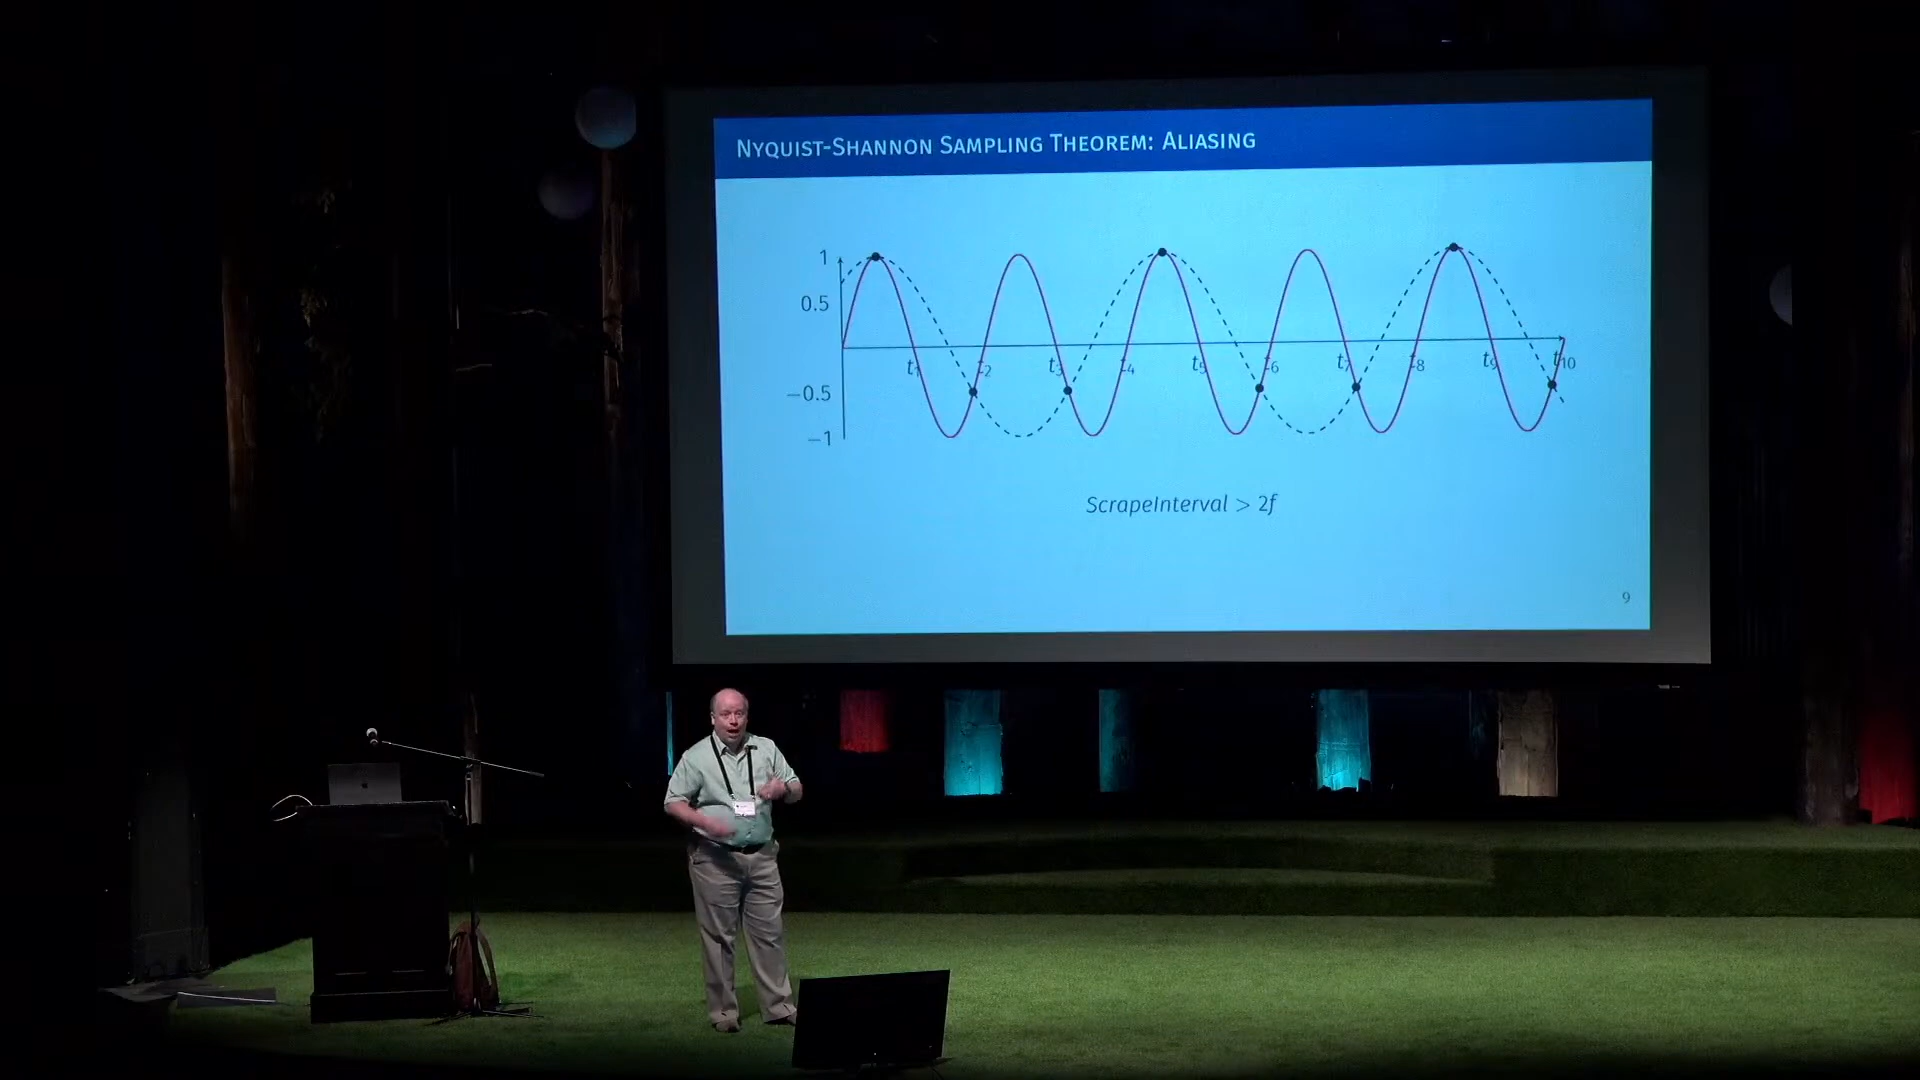 NYQUIST-SHANNON SAMPLING THEOREM: ALIASING
1
0.5
−0.5
−1
t1 t2 t3 t4 t5 t6 t7 t8 t9 t10
ScrapeInterval > 2f
9